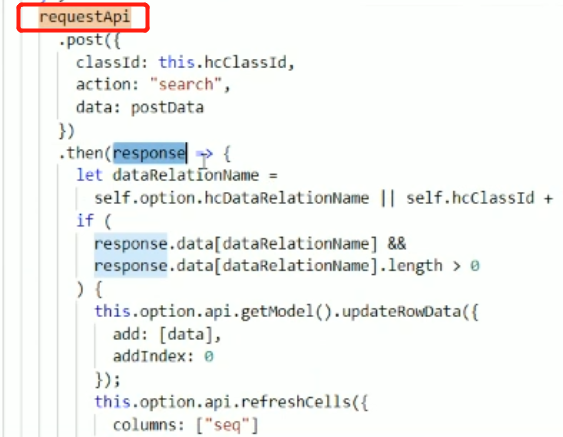 requestApi
.post({
classId: this.hcClassId,
action: "search",
data: postData
})
.then(response => {
let dataRelationName =
self.option.hcDataRelationName || self.hcClassId +
if (
response.data[dataRelationName] &&
response.data[dataRelationName].length > 0
) {
this.option.api.getModel().updateRowData({
add: [data],
addIndex: 0
});
this.option.api.refreshCells({
columns: ["seq"]